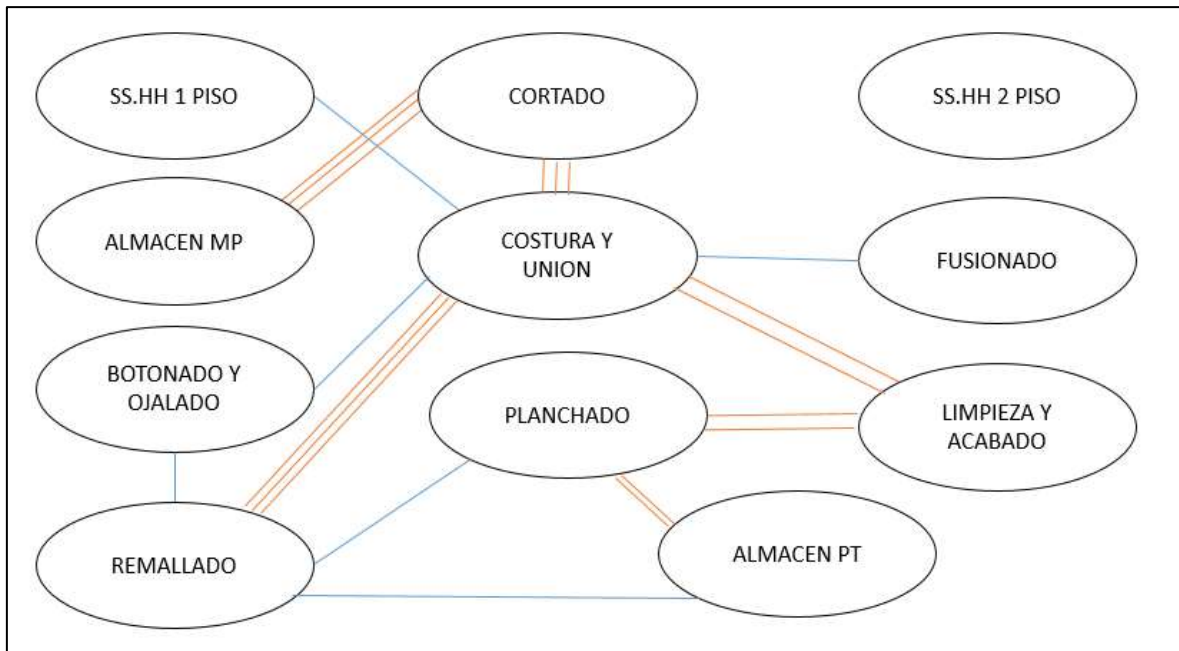 SS.HH 1 PISO
CORTADO
SS.HH 2 PISO
ALMACEN MP
COSTURA Y
UNION
FUSIONADO
BOTONADO Y
OJALADO
PLANCHADO
LIMPIEZA Y
ACABADO
REMALLADO
ALMACEN PT